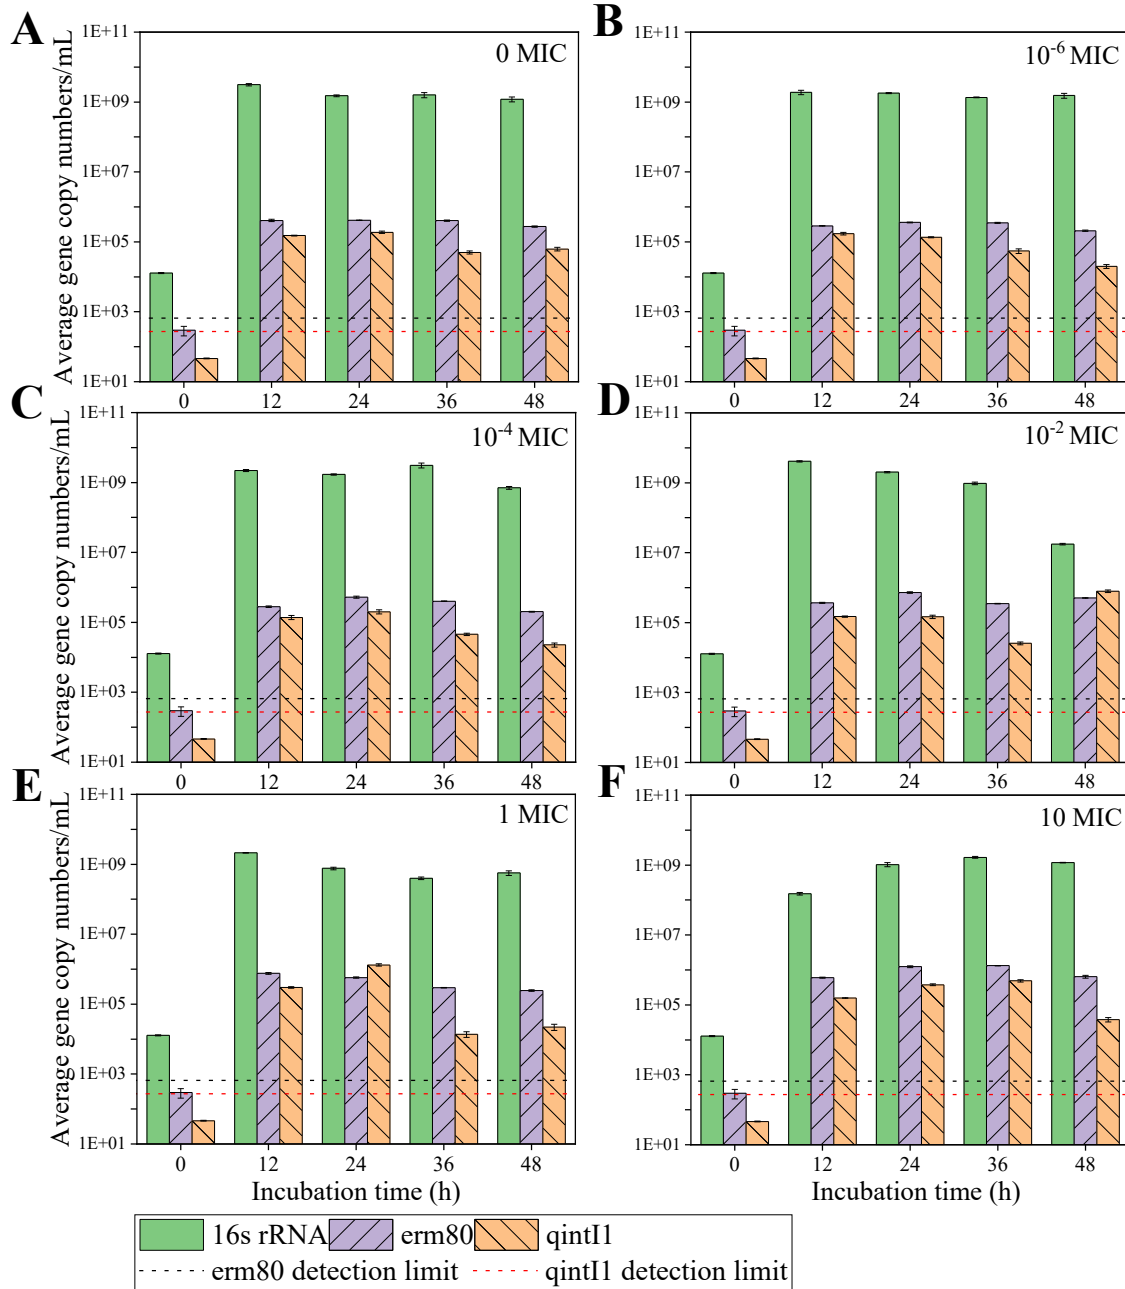 A
B
Average gene copy numbers/mL
1E+11
1E+09
1E+07
1E+05
1E+03
1E+01
0 MIC
0 12 24 36 48
1E+11
1E+09
1E+07
1E+05
1E+03
1E+01
10⁻⁶ MIC
0 12 24 36 48
C
D
Average gene copy numbers/mL
1E+11
1E+09
1E+07
1E+05
1E+03
1E+01
10⁻⁴ MIC
0 12 24 36 48
1E+11
1E+09
1E+07
1E+05
1E+03
1E+01
10⁻² MIC
0 12 24 36 48
E
F
Average gene copy numbers/mL
1E+11
1E+09
1E+07
1E+05
1E+03
1E+01
1 MIC
0 12 24 36 48
Incubation time (h)
1E+11
1E+09
1E+07
1E+05
1E+03
1E+01
10 MIC
0 12 24 36 48
Incubation time (h)
16s rRNA erm80 qintI1
erm80 detection limit qintI1 detection limit